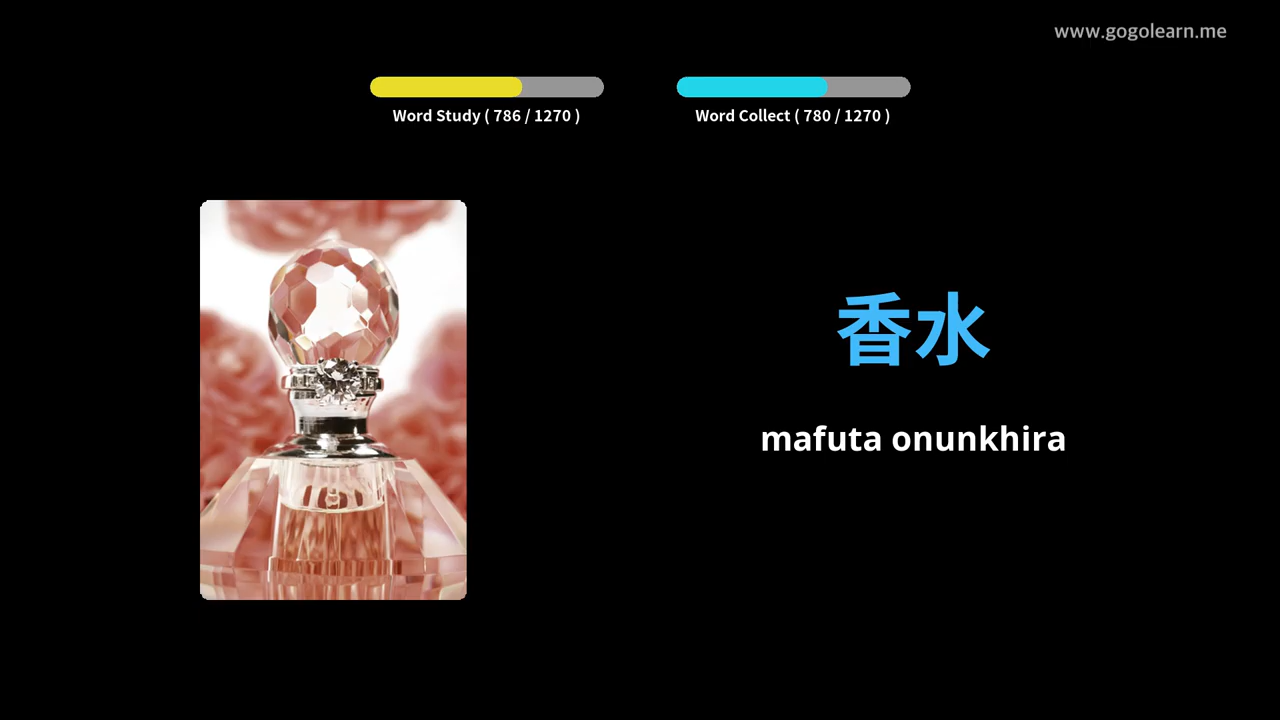 www.gogolearn.me
Word Study ( 786 / 1270 )
Word Collect ( 780 / 1270 )
香水
mafuta onunkhira